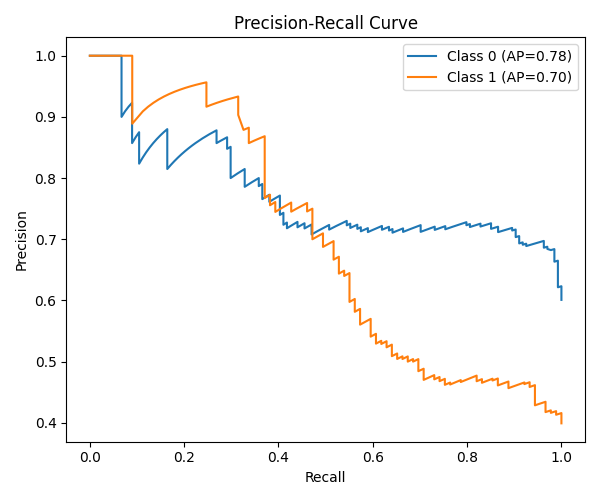 Precision-Recall Curve
Class 0 (AP=0.78)
Class 1 (AP=0.70)
Precision
1.0
0.9
0.8
0.7
0.6
0.5
0.4
0.0 0.2 0.4 0.6 0.8 1.0
Recall